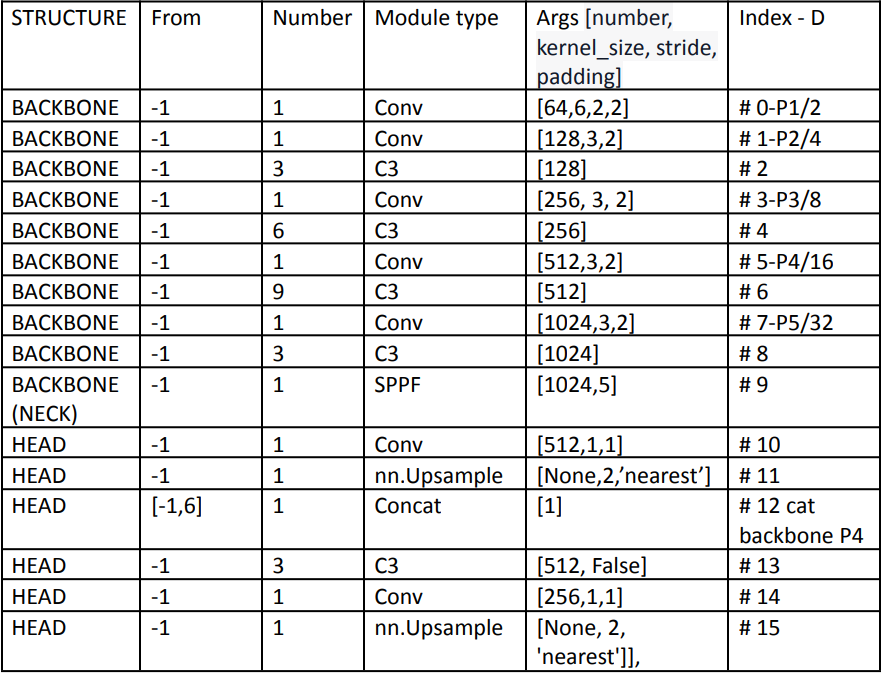 STRUCTURE From Number Module type Args [number, kernel_size, stride, padding] Index - D
BACKBONE -1 1 Conv [64,6,2,2] # 0-P1/2
BACKBONE -1 1 Conv [128,3,2] # 1-P2/4
BACKBONE -1 3 C3 [128] # 2
BACKBONE -1 1 Conv [256, 3, 2] # 3-P3/8
BACKBONE -1 6 C3 [256] # 4
BACKBONE -1 1 Conv [512,3,2] # 5-P4/16
BACKBONE -1 9 C3 [512] # 6
BACKBONE -1 1 Conv [1024,3,2] # 7-P5/32
BACKBONE -1 3 C3 [1024] # 8
BACKBONE (NECK) -1 1 SPPF [1024,5] # 9
HEAD -1 1 Conv [512,1,1] # 10
HEAD -1 1 nn.Upsample [None,2,’nearest’] # 11
HEAD [-1,6] 1 Concat [1] # 12 cat backbone P4
HEAD -1 3 C3 [512, False] # 13
HEAD -1 1 Conv [256,1,1] # 14
HEAD -1 1 nn.Upsample [None, 2, 'nearest']], # 15